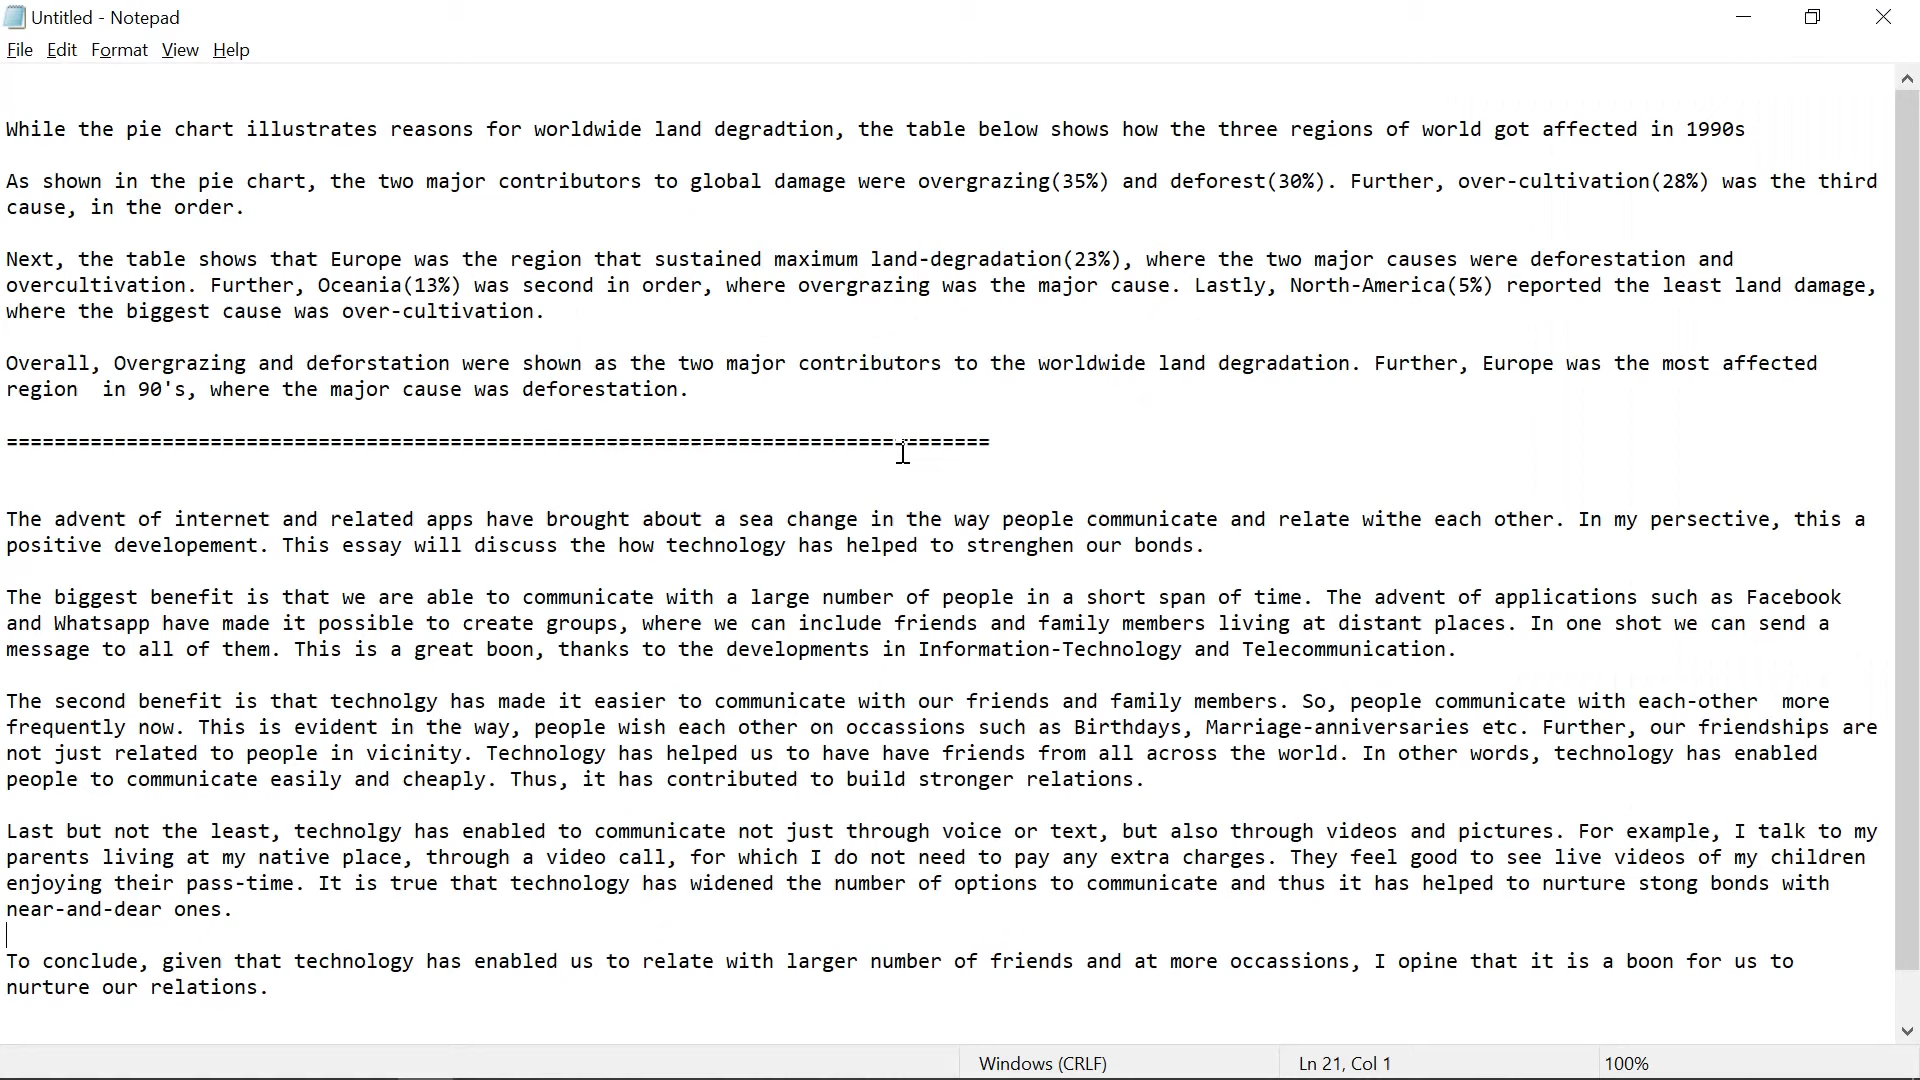 Untitled - Notepad
File Edit Format View Help
While the pie chart illustrates reasons for worldwide land degradtion, the table below shows how the three regions of world got affected in 1990s
As shown in the pie chart, the two major contributors to global damage were overgrazing(35%) and deforest(30%). Further, over-cultivation(28%) was the third
cause, in the order.
Next, the table shows that Europe was the region that sustained maximum land-degradation(23%), where the two major causes were deforestation and
overcultivation. Further, Oceania(13%) was second in order, where overgrazing was the major cause. Lastly, North-America(5%) reported the least land damage,
where the biggest cause was over-cultivation.
Overall, Overgrazing and deforstation were shown as the two major contributors to the worldwide land degradation. Further, Europe was the most affected
region  in 90's, where the major cause was deforestation.
==================================================================================
The advent of internet and related apps have brought about a sea change in the way people communicate and relate withe each other. In my persective, this a
positive developement. This essay will discuss the how technology has helped to strenghen our bonds.
The biggest benefit is that we are able to communicate with a large number of people in a short span of time. The advent of applications such as Facebook
and Whatsapp have made it possible to create groups, where we can include friends and family members living at distant places. In one shot we can send a
message to all of them. This is a great boon, thanks to the developments in Information-Technology and Telecommunication.
The second benefit is that technolgy has made it easier to communicate with our friends and family members. So, people communicate with each-other  more
frequently now. This is evident in the way, people wish each other on occassions such as Birthdays, Marriage-anniversaries etc. Further, our friendships are
not just related to people in vicinity. Technology has helped us to have have friends from all across the world. In other words, technology has enabled
people to communicate easily and cheaply. Thus, it has contributed to build stronger relations.
Last but not the least, technolgy has enabled to communicate not just through voice or text, but also through videos and pictures. For example, I talk to my
parents living at my native place, through a video call, for which I do not need to pay any extra charges. They feel good to see live videos of my children
enjoying their pass-time. It is true that technology has widened the number of options to communicate and thus it has helped to nurture stong bonds with
near-and-dear ones.
To conclude, given that technology has enabled us to relate with larger number of friends and at more occassions, I opine that it is a boon for us to
nurture our relations.
Windows (CRLF) Ln 21, Col 1 100%